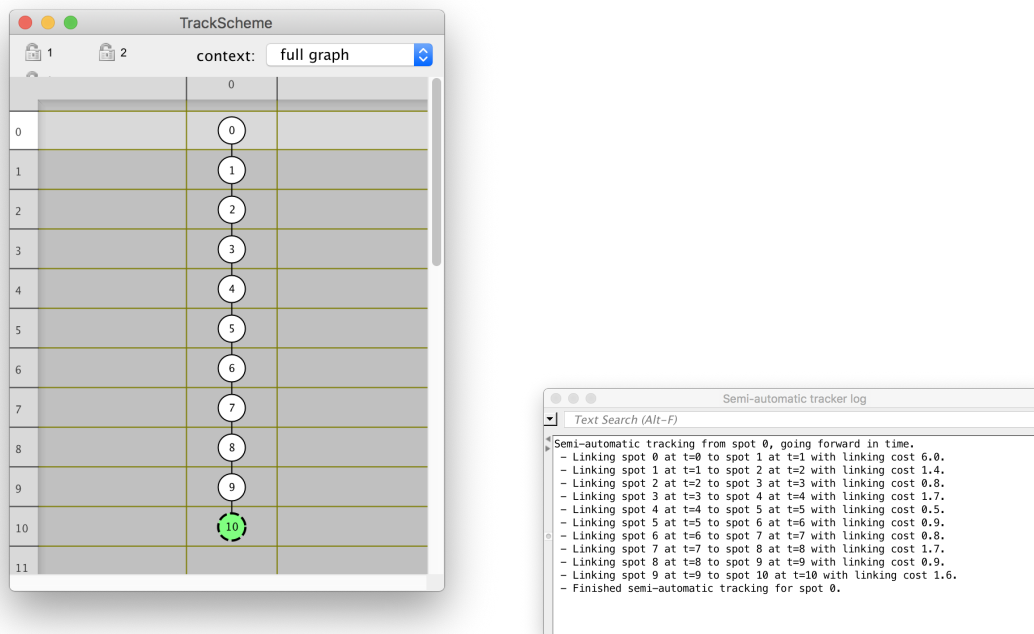 TrackScheme
1 2 context: full graph
0
0 0
1 1
2 2
3 3
4 4
5 5
6 6
7 7
8 8
9 9
10 10
11
Semi-automatic tracker log
Text Search (Alt-F)
Semi-automatic tracking from spot 0, going forward in time.
- Linking spot 0 at t=0 to spot 1 at t=1 with linking cost 6.0.
- Linking spot 1 at t=1 to spot 2 at t=2 with linking cost 1.4.
- Linking spot 2 at t=2 to spot 3 at t=3 with linking cost 0.8.
- Linking spot 3 at t=3 to spot 4 at t=4 with linking cost 1.7.
- Linking spot 4 at t=4 to spot 5 at t=5 with linking cost 0.5.
- Linking spot 5 at t=5 to spot 6 at t=6 with linking cost 0.9.
- Linking spot 6 at t=6 to spot 7 at t=7 with linking cost 0.8.
- Linking spot 7 at t=7 to spot 8 at t=8 with linking cost 1.7.
- Linking spot 8 at t=8 to spot 9 at t=9 with linking cost 0.9.
- Linking spot 9 at t=9 to spot 10 at t=10 with linking cost 1.6.
- Finished semi-automatic tracking for spot 0.